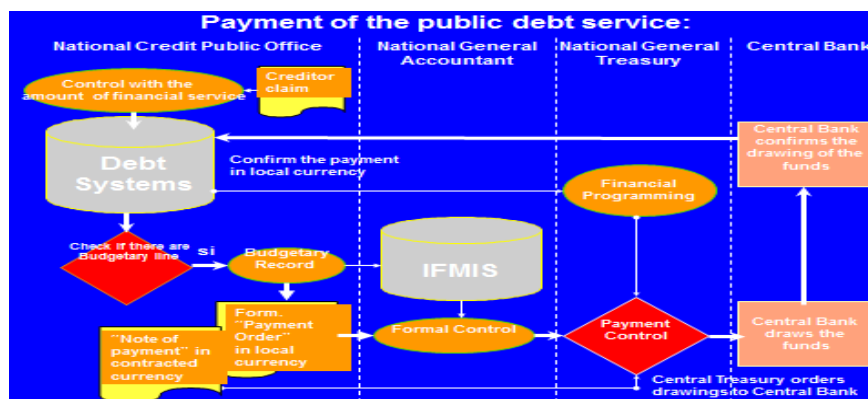 Payment of the public debt service:
National Credit Public Office
National General
Accountant
National General
Treasury
Central Bank
Control with the
amount of financial service
Creditor
claim
Debt
Systems
Confirm the payment
in local currency
Central Bank
confirms the
drawing of the
funds
Financial
Programming
Check if there are
Budgetary line
si
Budgetary
Record
IFMIS
Form.
"Payment
Order"
in local
currency
Formal Control
Payment
Control
Central Bank
draws the
funds
"Note of
payment" in
contracted
currency
Central Treasury orders
drawings to Central Bank